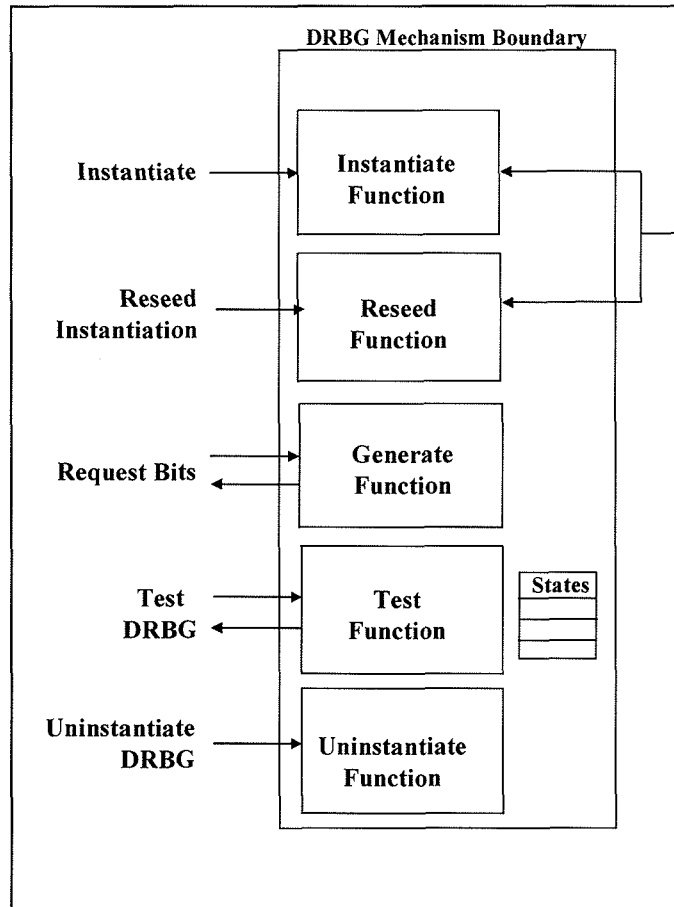 DRBG Mechanism Boundary
Instantiate
Instantiate
Function
Reseed
Instantiation
Reseed
Function
Request Bits
Generate
Function
Test
DRBG
Test
Function
States
Uninstantiate
DRBG
Uninstantiate
Function